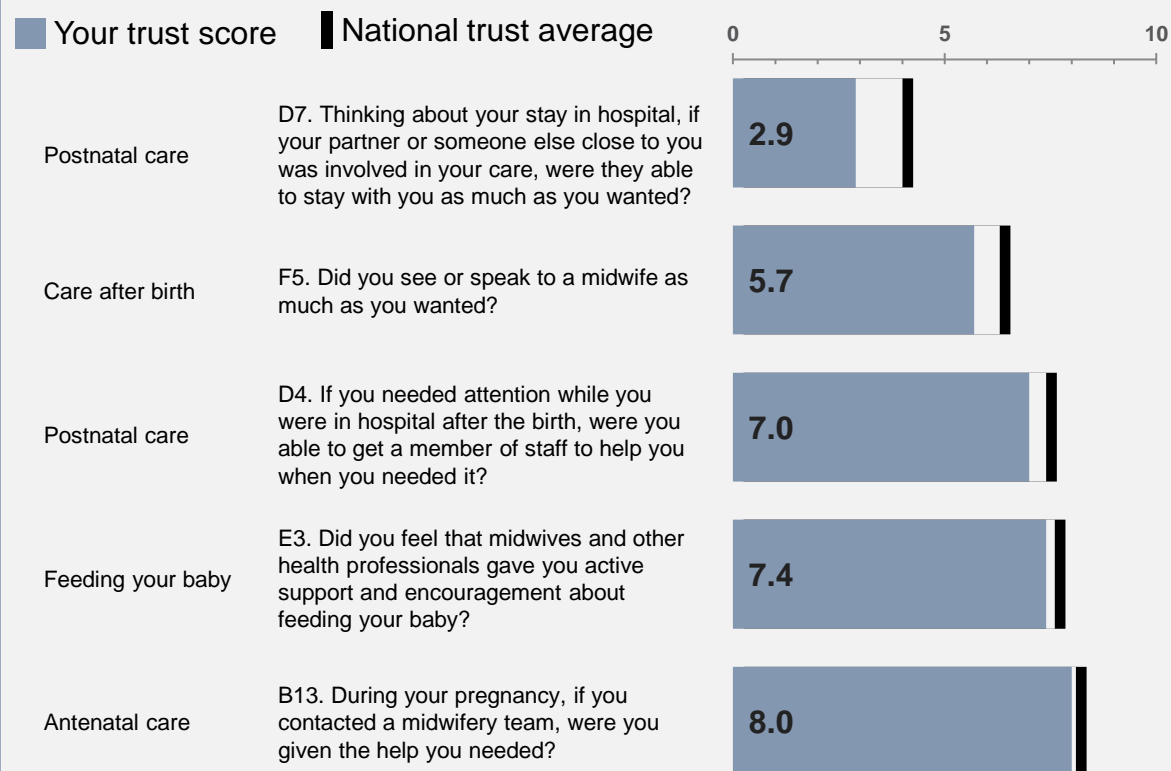 Your trust score
National trust average
0 5 10
Postnatal care
D7. Thinking about your stay in hospital, if
your partner or someone else close to you
was involved in your care, were they able
to stay with you as much as you wanted?
2.9
Care after birth
F5. Did you see or speak to a midwife as
much as you wanted?
5.7
Postnatal care
D4. If you needed attention while you
were in hospital after the birth, were you
able to get a member of staff to help you
when you needed it?
7.0
Feeding your baby
E3. Did you feel that midwives and other
health professionals gave you active
support and encouragement about
feeding your baby?
7.4
Antenatal care
B13. During your pregnancy, if you
contacted a midwifery team, were you
given the help you needed?
8.0